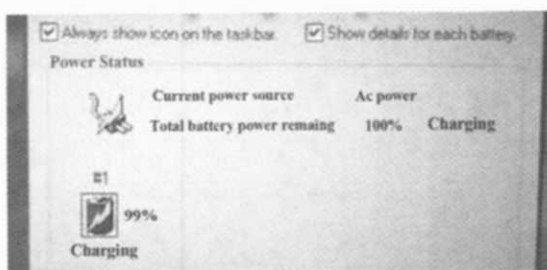 Always show icon on the taskbar. Show details for each battery.
Power Status
Current power source Ac power
Total battery power remaing 100% Charging
#1
99%
Charging